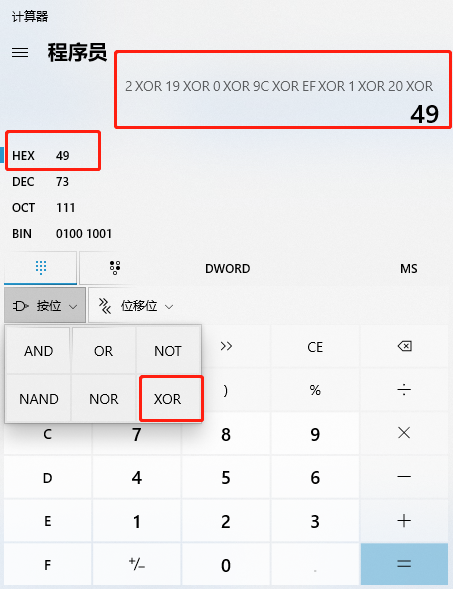 计算器
程序员
2 XOR 19 XOR 0 XOR 9C XOR EF XOR 1 XOR 20 XOR
49
HEX 49
DEC 73
OCT 111
BIN 0100 1001
DWORD MS
按位 位移位
AND OR NOT >> CE
NAND NOR XOR ) % ÷
C 7 8 9 ×
D 4 5 6 −
E 1 2 3 +
F +/− 0 . =